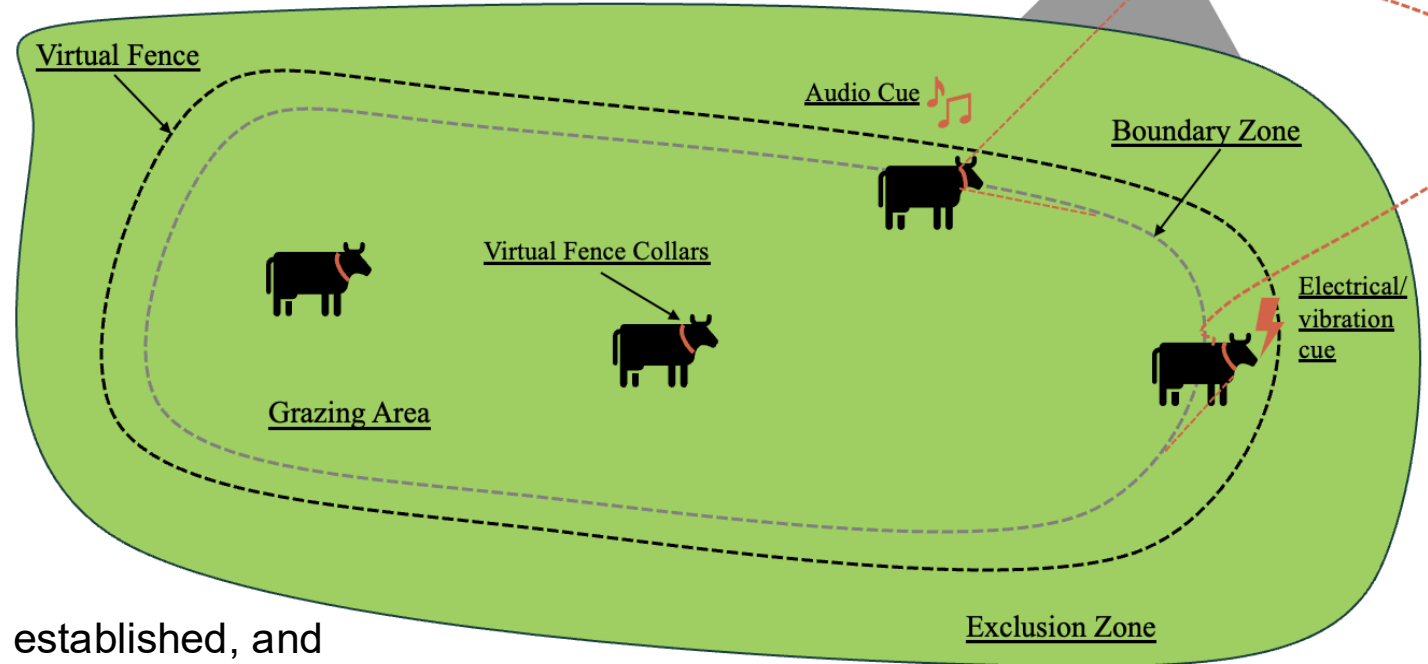 Virtual Fence
Audio Cue
Boundary Zone
Virtual Fence Collars
Electrical/
vibration
cue
Grazing Area
Exclusion Zone
established, and